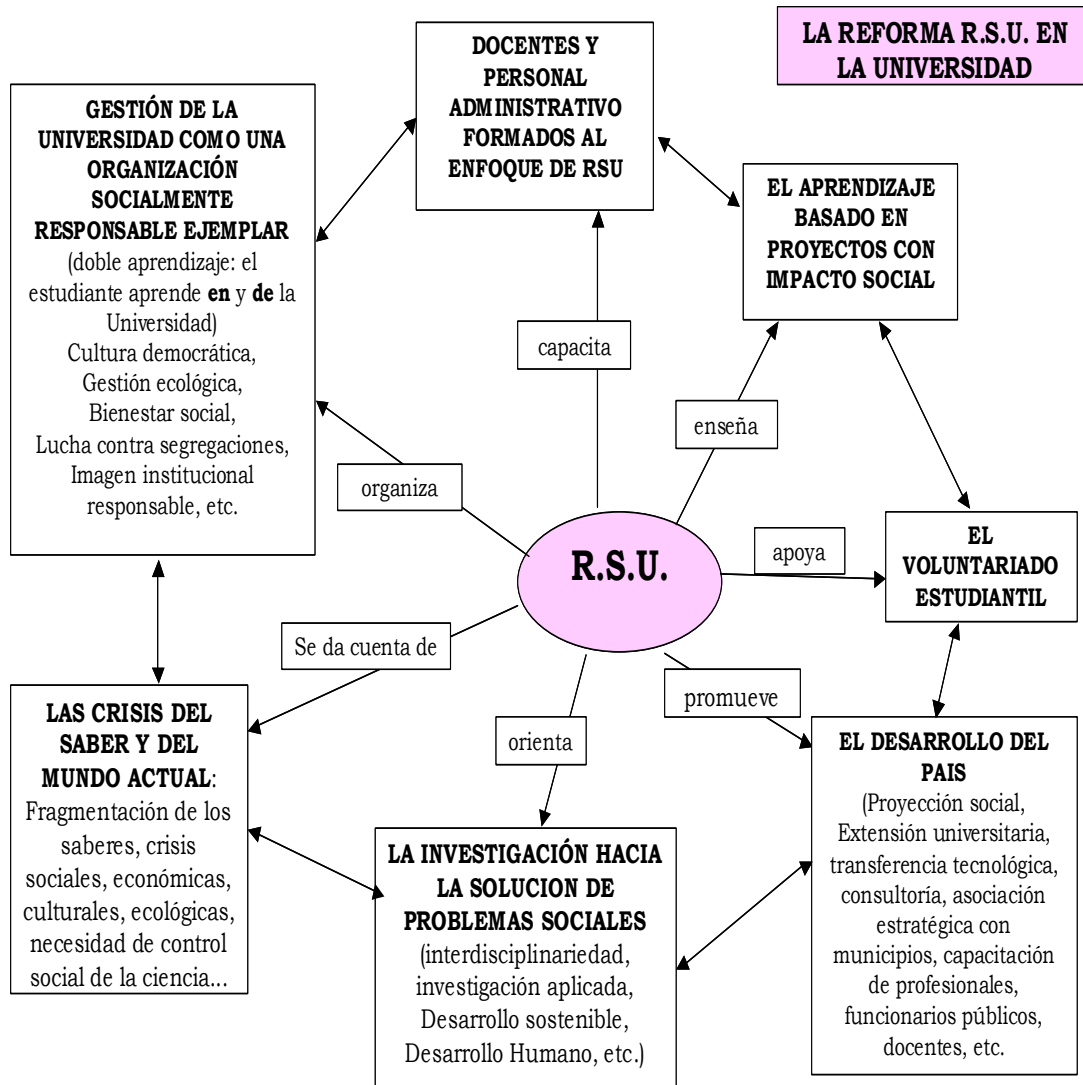 LA REFORMA R.S.U. EN
LA UNIVERSIDAD
DOCENTES Y
PERSONAL
ADMINISTRATIVO
FORMADOS AL
ENFOQUE DE RSU
GESTIÓN DE LA
UNIVERSIDAD COMO UNA
ORGANIZACIÓN
SOCIALMENTE
RESPONSABLE EJEMPLAR
(doble aprendizaje: el
estudiante aprende en y de la
Universidad)
Cultura democrática,
Gestión ecológica,
Bienestar social,
Lucha contra segregaciones,
Imagen institucional
responsable, etc.
EL APRENDIZAJE
BASADO EN
PROYECTOS CON
IMPACTO SOCIAL
capacita
enseña
organiza
R.S.U.
apoya
EL
VOLUNTARIADO
ESTUDIANTIL
Se da cuenta de
promueve
orienta
LAS CRISIS DEL
SABER Y DEL
MUNDO ACTUAL:
Fragmentación de los
saberes, crisis
sociales, económicas,
culturales, ecológicas,
necesidad de control
social de la ciencia...
LA INVESTIGACIÓN HACIA
LA SOLUCION DE
PROBLEMAS SOCIALES
(interdisciplinariedad,
investigación aplicada,
Desarrollo sostenible,
Desarrollo Humano, etc.)
EL DESARROLLO DEL
PAIS
(Proyección social,
Extensión universitaria,
transferencia tecnológica,
consultoría, asociación
estratégica con
municipios, capacitación
de profesionales,
funcionarios públicos,
docentes, etc.